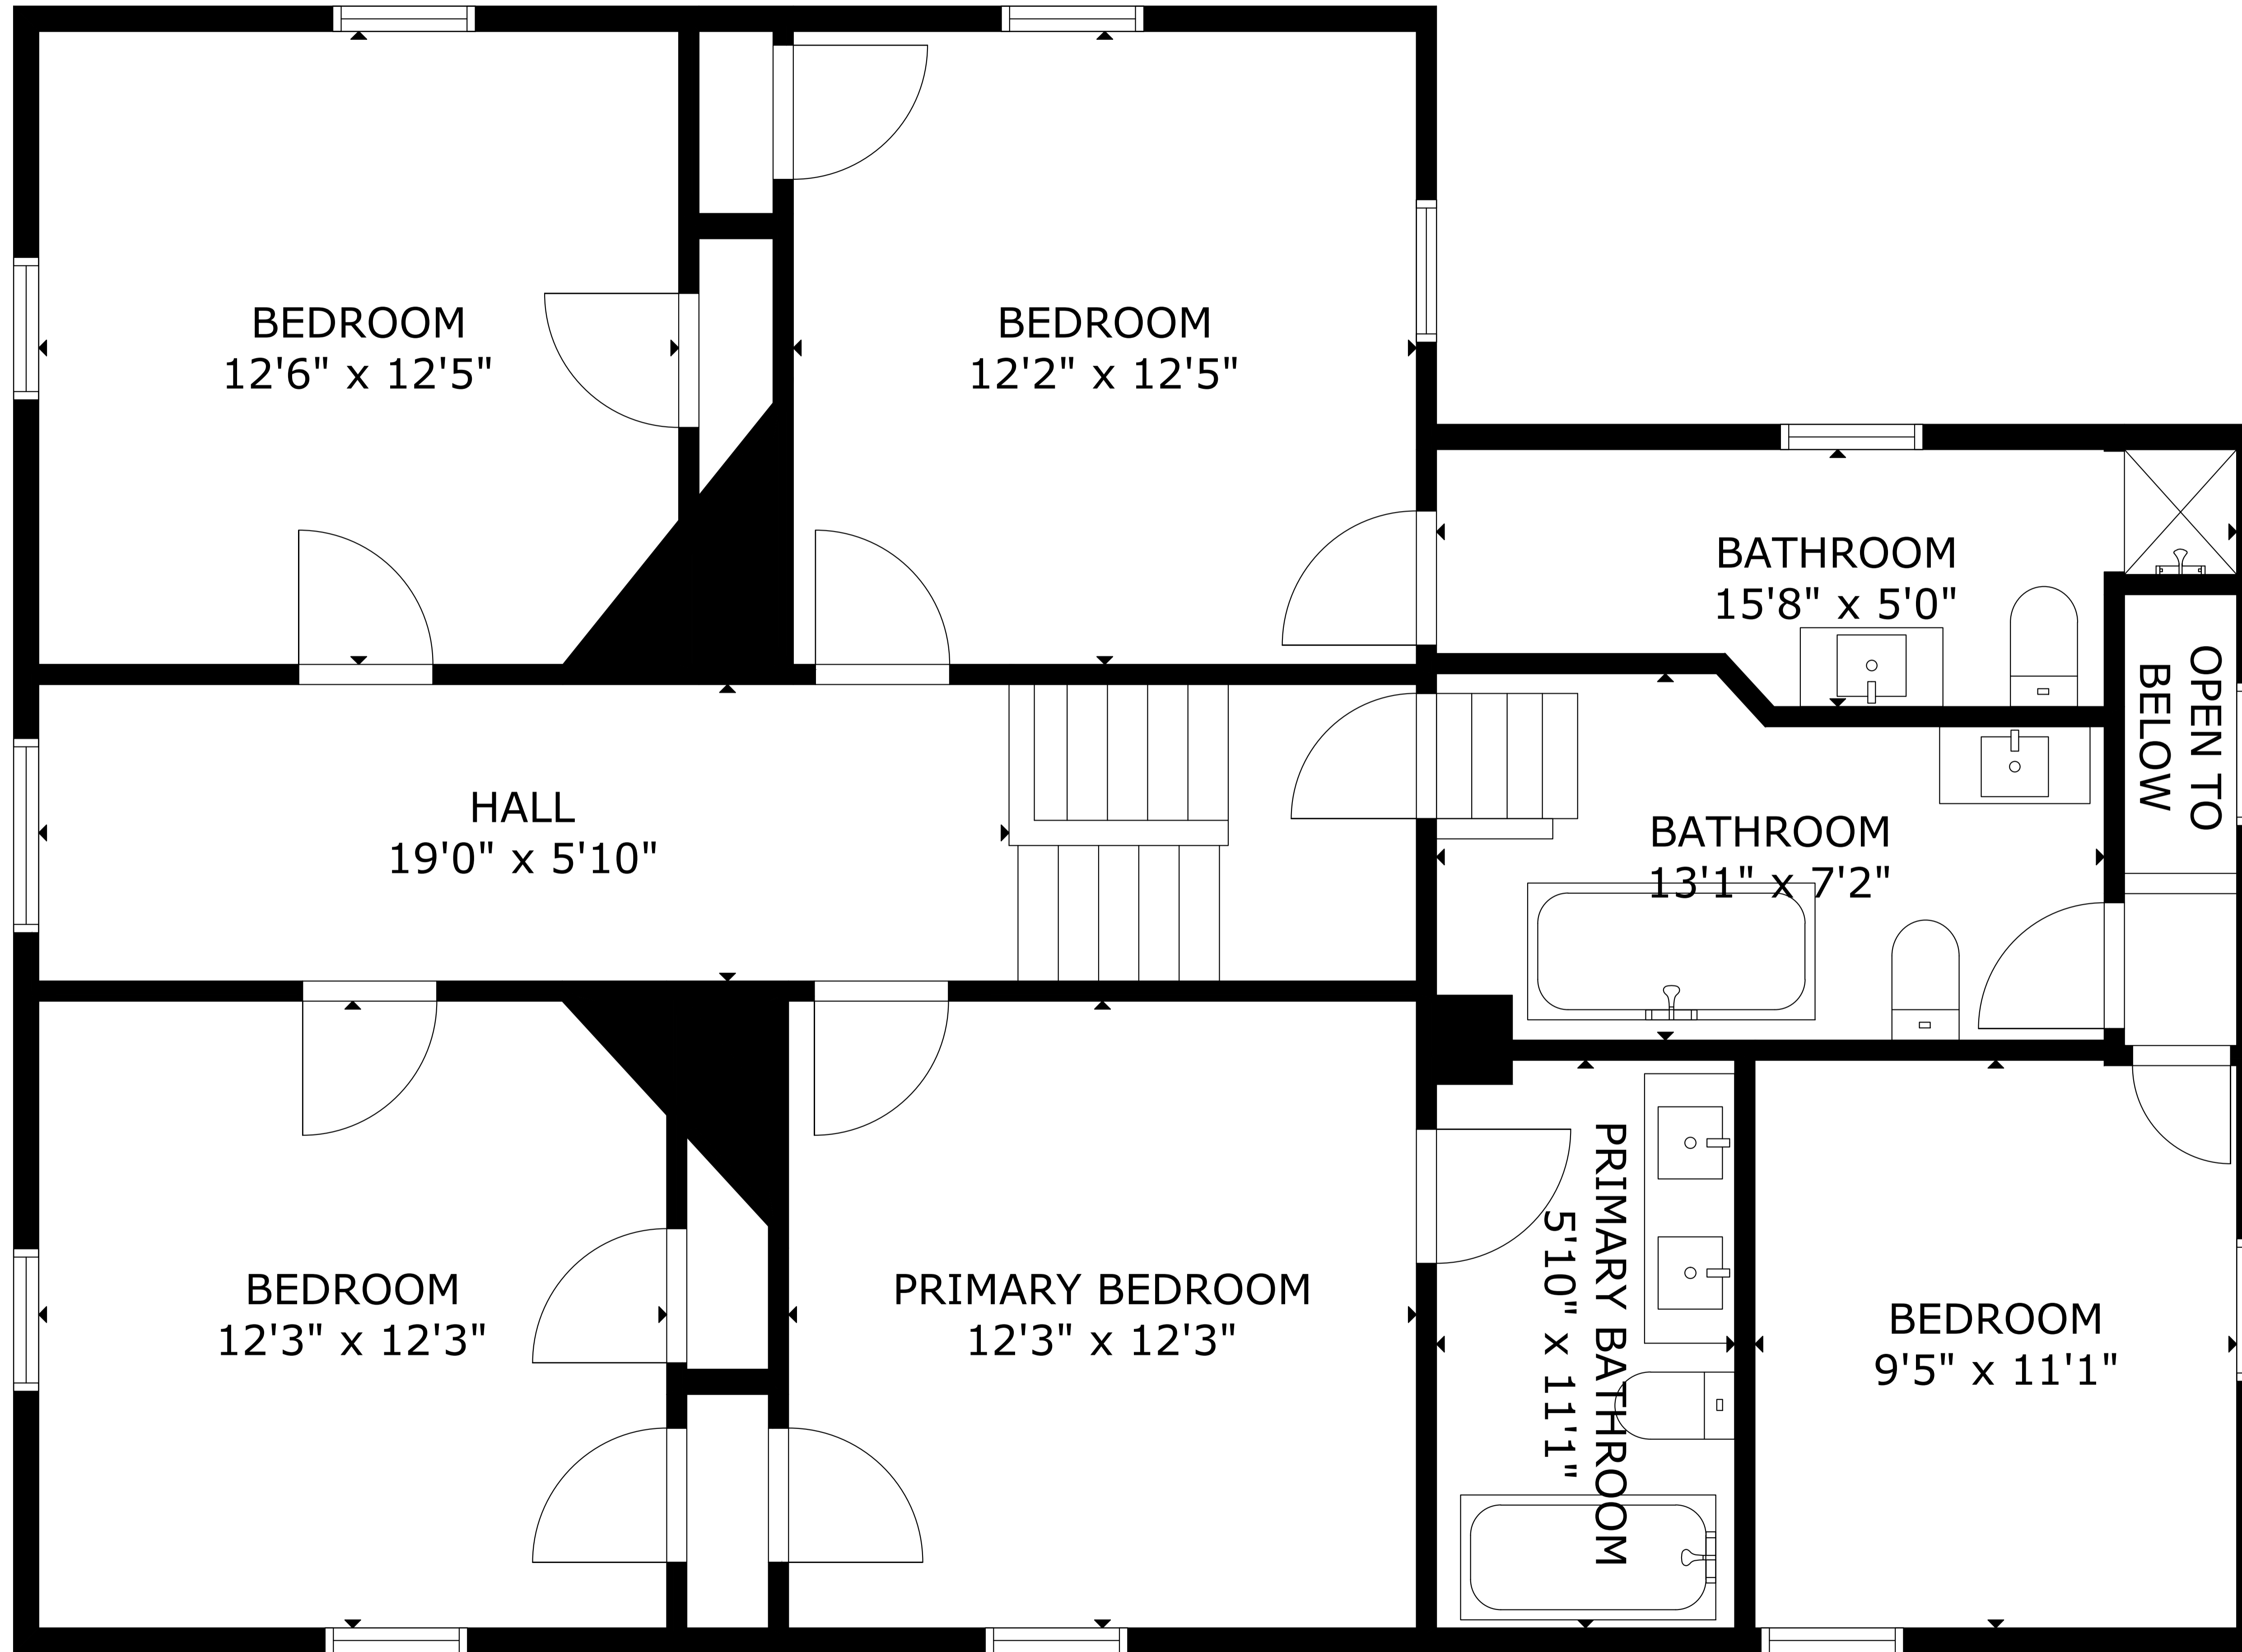 BEDROOM
12'6" x 12'5"
BEDROOM
12'2" x 12'5"
BATHROOM
15'8" x 5'0"
OPEN TO
BELOW
HALL
19'0" x 5'10"
BATHROOM
13'1" x 7'2"
BEDROOM
12'3" x 12'3"
PRIMARY BEDROOM
12'3" x 12'3"
PRIMARY BATHROOM
5'10" x 11'1"
BEDROOM
9'5" x 11'1"